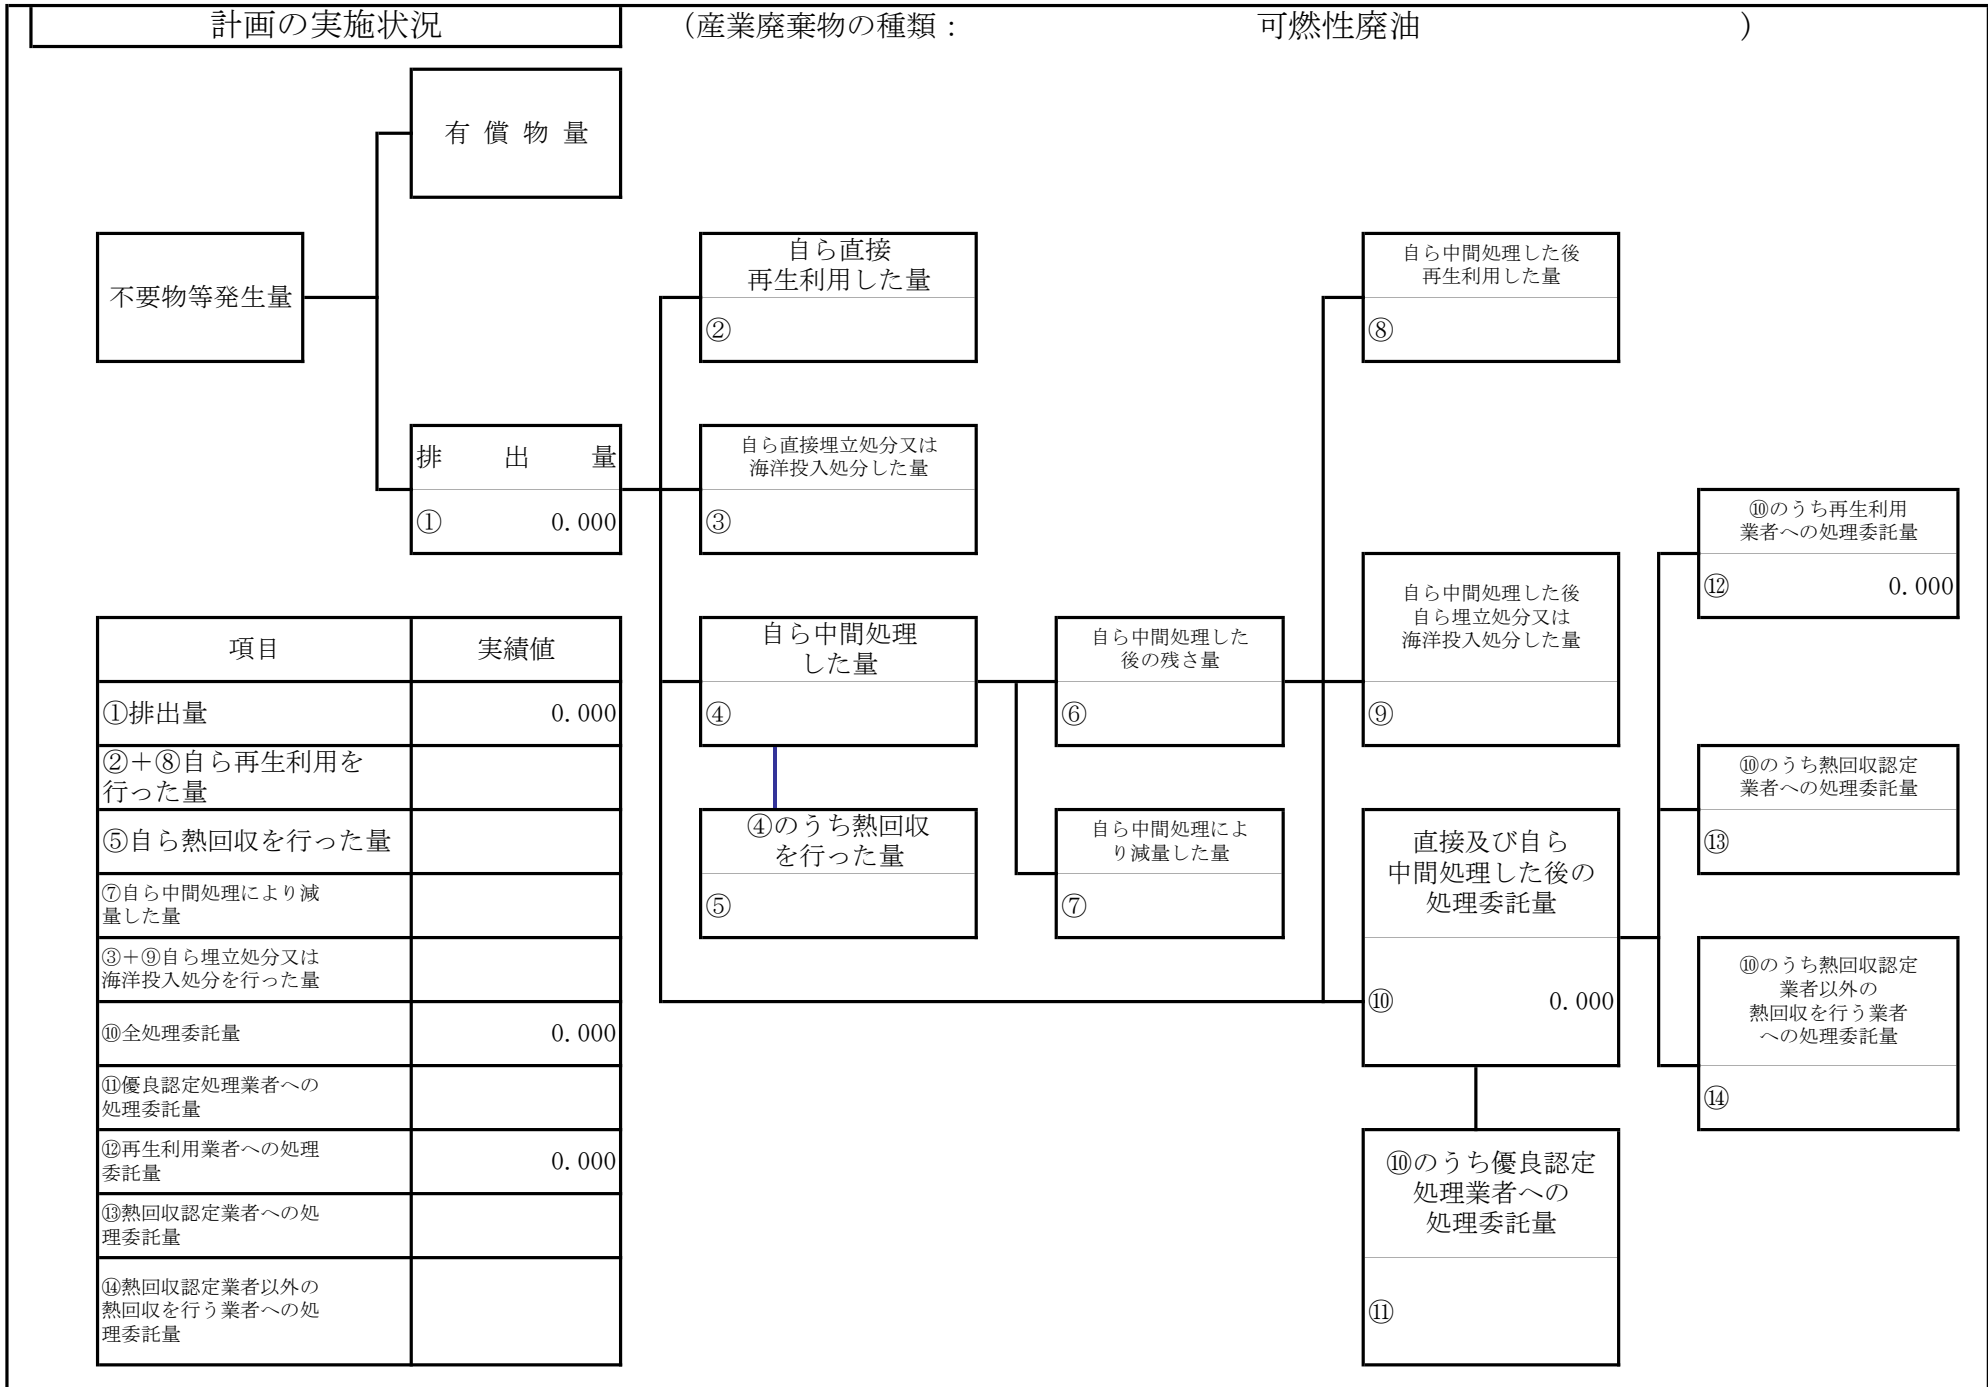 計画の実施状況
（産業廃棄物の種類： 可燃性廃油 ）
有 償 物 量
不要物等発生量
自ら直接
再生利用した量
②
自ら中間処理した後
再生利用した量
⑧
排 出 量
① 0.000
自ら直接埋立処分又は
海洋投入処分した量
③
⑩のうち再生利用
業者への処理委託量
⑫ 0.000
自ら中間処理した後
自ら埋立処分又は
海洋投入処分した量
⑨
自ら中間処理
した量
④
自ら中間処理した
後の残さ量
⑥
④のうち熱回収
を行った量
⑤
自ら中間処理によ
り減量した量
⑦
直接及び自ら
中間処理した後の
処理委託量
⑩ 0.000
⑩のうち熱回収認定
業者への処理委託量
⑬
⑩のうち熱回収認定
業者以外の
熱回収を行う業者
への処理委託量
⑭
⑩のうち優良認定
処理業者への
処理委託量
⑪
項目 実績値
①排出量 0.000
②＋⑧自ら再生利用を
行った量
⑤自ら熱回収を行った量
⑦自ら中間処理により減
量した量
③＋⑨自ら埋立処分又は
海洋投入処分を行った量
⑩全処理委託量 0.000
⑪優良認定処理業者への
処理委託量
⑫再生利用業者への処理
委託量 0.000
⑬熱回収認定業者への処
理委託量
⑭熱回収認定業者以外の
熱回収を行う業者への処
理委託量